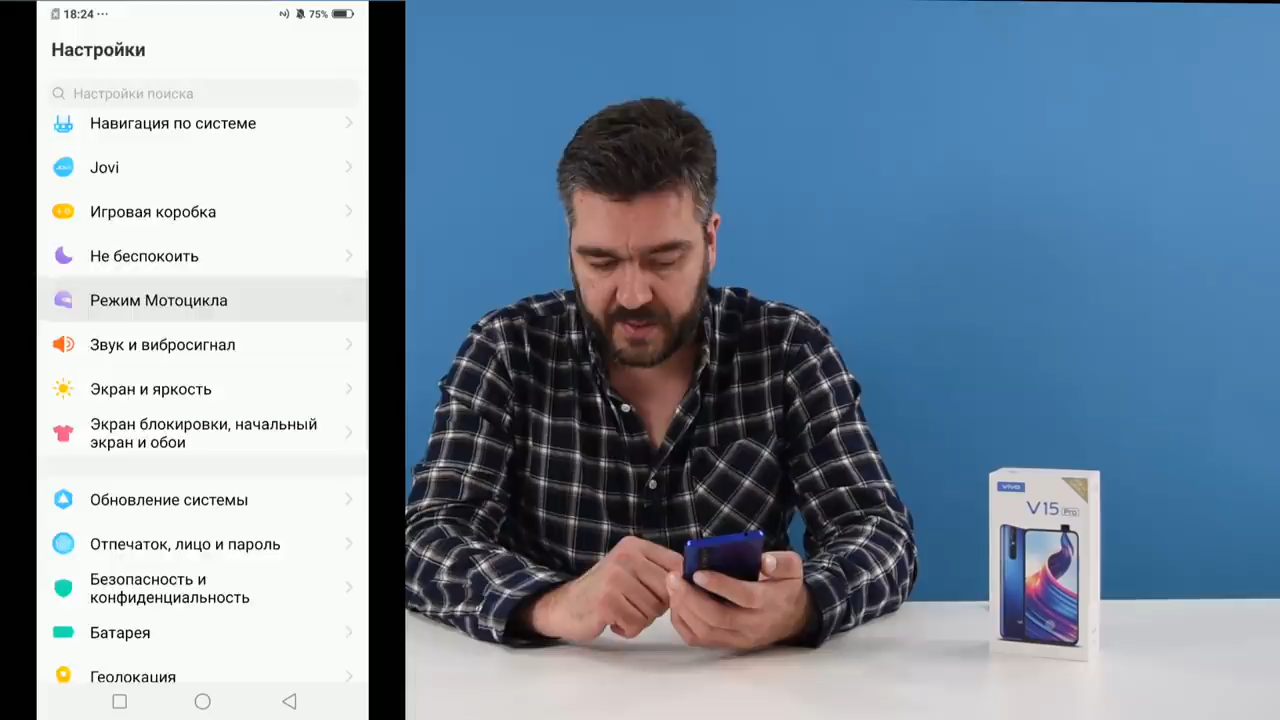 18:24 ...
75%
Настройки
Настройки поиска
Навигация по системе
Jovi
Игровая коробка
Не беспокоить
Режим Мотоцикла
Звук и вибросигнал
Экран и яркость
Экран блокировки, начальный
экран и обои
Обновление системы
Отпечаток, лицо и пароль
Безопасность и
конфиденциальность
Батарея
Геолокация
vivo
V15 Pro